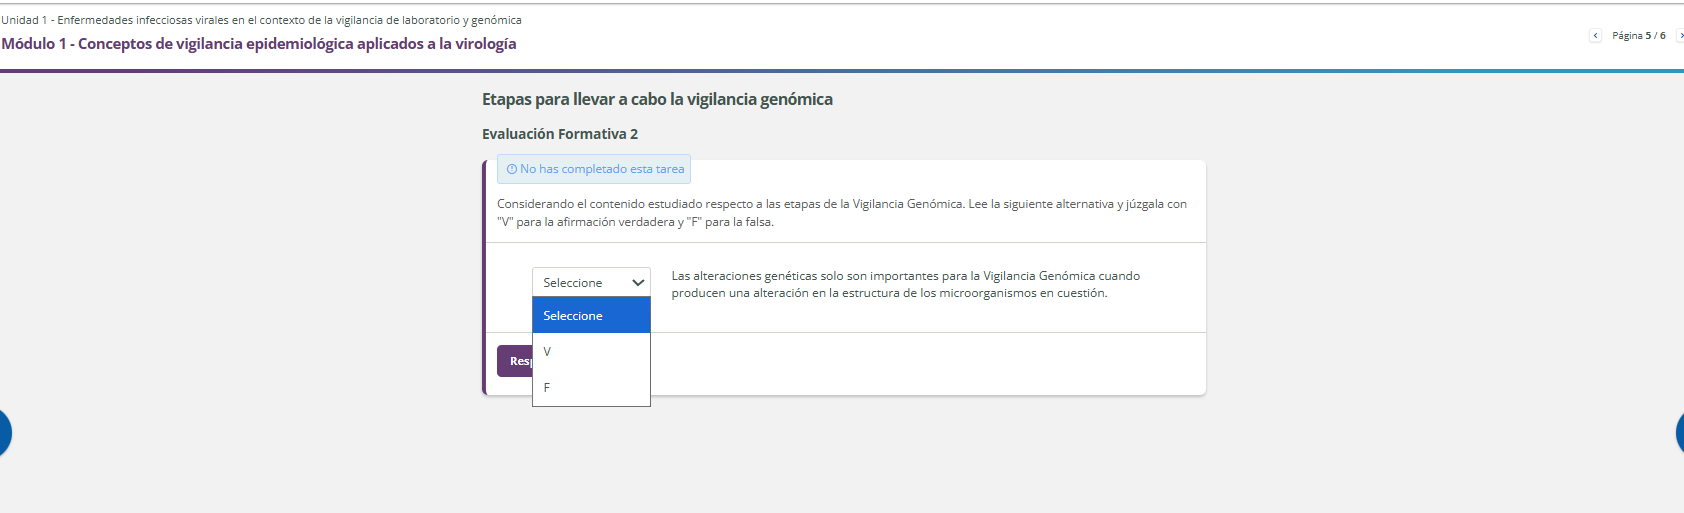 Unidad 1 - Enfermedades infecciosas virales en el contexto de la vigilancia de laboratorio y genómica
Módulo 1 - Conceptos de vigilancia epidemiológica aplicados a la virología
Página 5 / 6
Etapas para llevar a cabo la vigilancia genómica
Evaluación Formativa 2
No has completado esta tarea
Considerando el contenido estudiado respecto a las etapas de la Vigilancia Genómica. Lee la siguiente alternativa y júzgala con
"V" para la afirmación verdadera y "F" para la falsa.
Seleccione
Las alteraciones genéticas solo son importantes para la Vigilancia Genómica cuando
producen una alteración en la estructura de los microorganismos en cuestión.
Seleccione
V
F